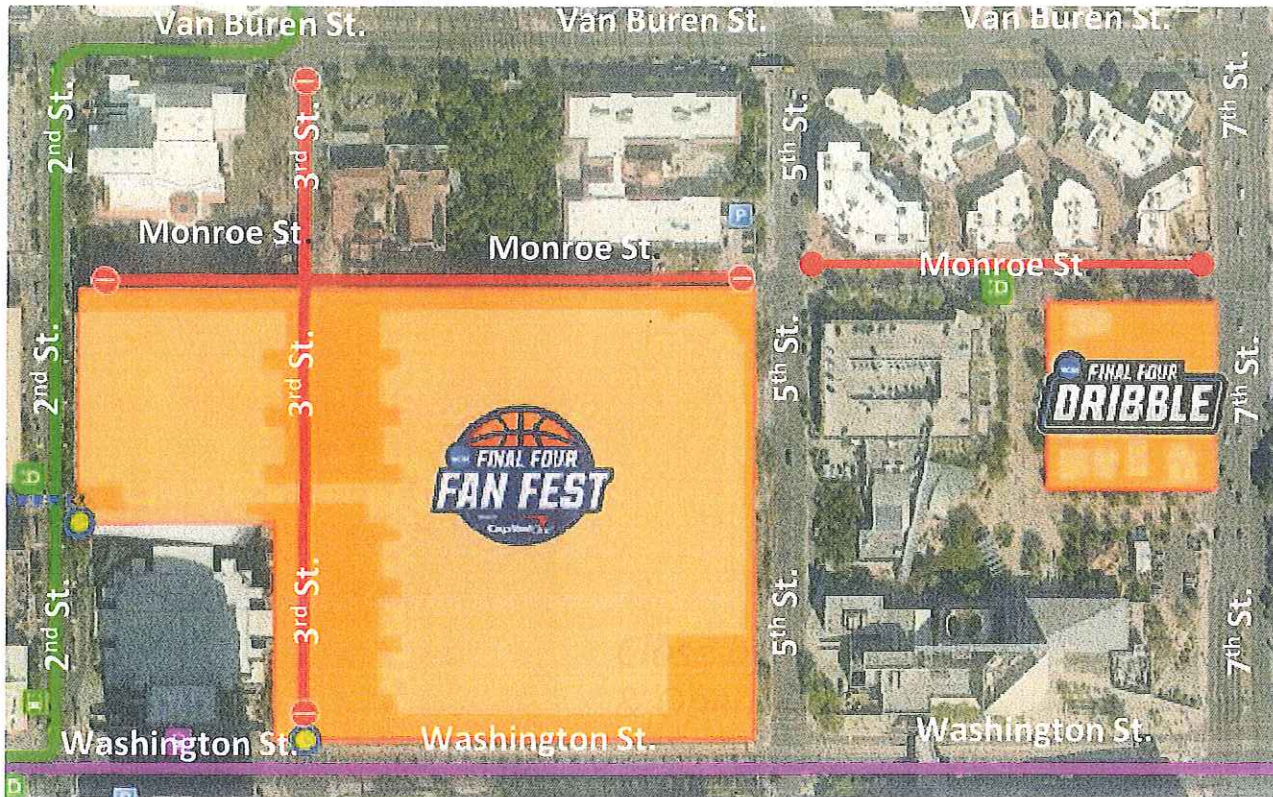 Van Buren St.
Van Buren St.
Van Buren St.
2nd St.
3rd St.
5th St.
7th St.
P
Monroe St
Monroe St.
Monroe St
2nd St.
3rd St.
5th St.
7th St.
FINAL FOUR
DRIBBLE
FINAL FOUR
FAN FEST
2nd St.
3rd St.
5th St.
7th St.
Washington St.
Washington St.
Washington St.